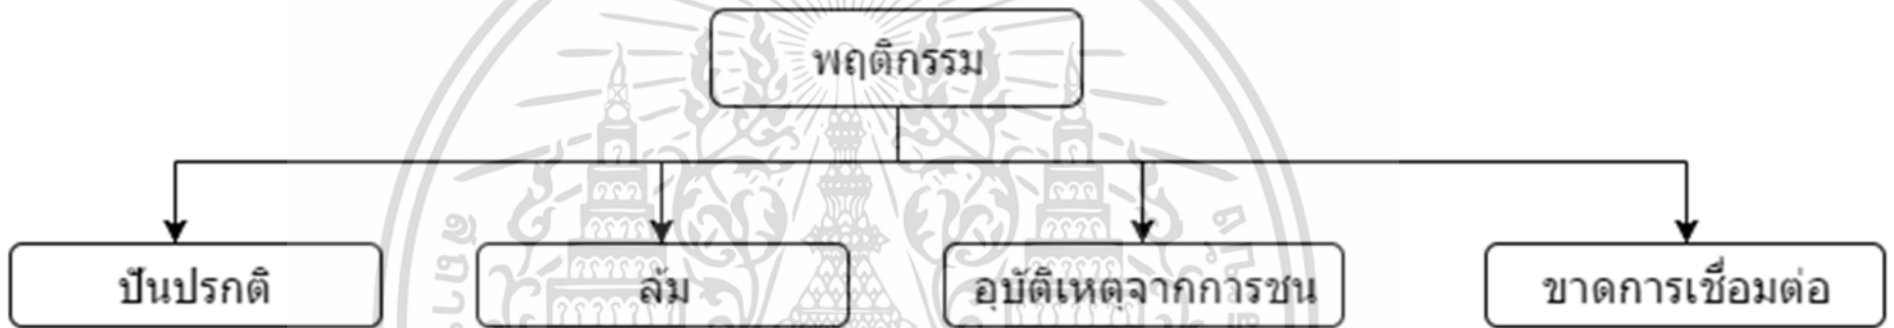 พฤติกรรม
ปั่นปรกติ
ล้ม
อุบัติเหตุจากการชน
ขาดการเชื่อมต่อ